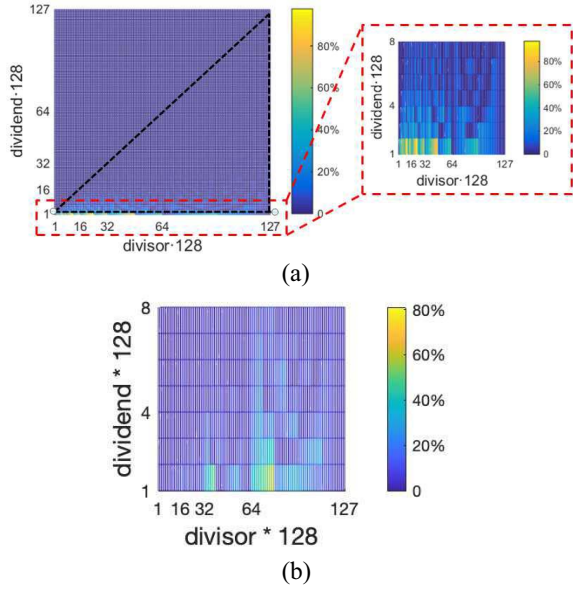 127
64
32
16
1
dividend·128
1 16 32 64 127
divisor·128
80%
60%
40%
20%
0
8
4
1
dividend·128
1 16 32 64 127
divisor·128
80%
60%
40%
20%
0
(a)
8
4
1
dividend * 128
1 16 32 64 127
divisor * 128
80%
60%
40%
20%
0
(b)